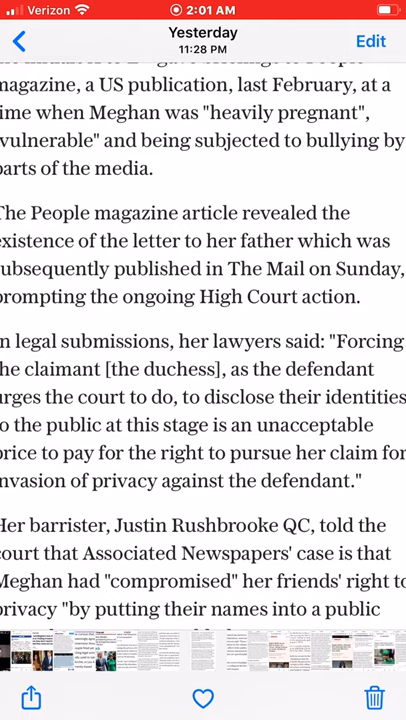 Verizon 2:01 AM
Yesterday
11:28 PM
Edit
magazine, a US publication, last February, at a
time when Meghan was "heavily pregnant",
"vulnerable" and being subjected to bullying by
parts of the media.
The People magazine article revealed the
existence of the letter to her father which was
subsequently published in The Mail on Sunday,
prompting the ongoing High Court action.
In legal submissions, her lawyers said: "Forcing
the claimant [the duchess], as the defendant
urges the court to do, to disclose their identities
to the public at this stage is an unacceptable
price to pay for the right to pursue her claim for
invasion of privacy against the defendant."
Her barrister, Justin Rushbrooke QC, told the
court that Associated Newspapers' case is that
Meghan had "compromised" her friends' right to
privacy "by putting their names into a public